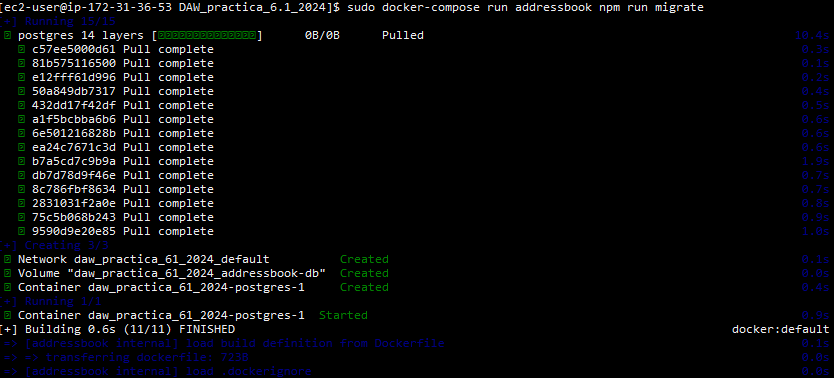 [ec2-user@ip-172-31-36-53 DAW_practica_6.1_2024]$ sudo docker-compose run addressbook npm run migrate
[+] Running 15/15
postgres 14 layers [ ] 0B/0B Pulled 10.4s
c57ee5000d61 Pull complete 0.3s
81b575116500 Pull complete 0.1s
e12fff61d996 Pull complete 0.2s
50a849db7317 Pull complete 0.4s
432dd17f42df Pull complete 0.5s
a1f5bcbba6b6 Pull complete 0.6s
6e501216828b Pull complete 0.6s
ea24c7671c3d Pull complete 0.6s
b7a5cd7c9b9a Pull complete 1.9s
db7d78d9f46e Pull complete 0.7s
8c786fbf8634 Pull complete 0.7s
2831031f2a0e Pull complete 0.8s
75c5b068b243 Pull complete 0.9s
9590d9e20e85 Pull complete 1.0s
[+] Creating 3/3
Network daw_practica_61_2024_default Created 0.1s
Volume "daw_practica_61_2024_addressbook-db" Created 0.0s
Container daw_practica_61_2024-postgres-1 Created 0.4s
[+] Running 1/1
Container daw_practica_61_2024-postgres-1 Started 0.9s
[+] Building 0.6s (11/11) FINISHED docker:default
=> [addressbook internal] load build definition from Dockerfile 0.1s
=> => transferring dockerfile: 723B 0.0s
=> [addressbook internal] load .dockerignore 0.0s